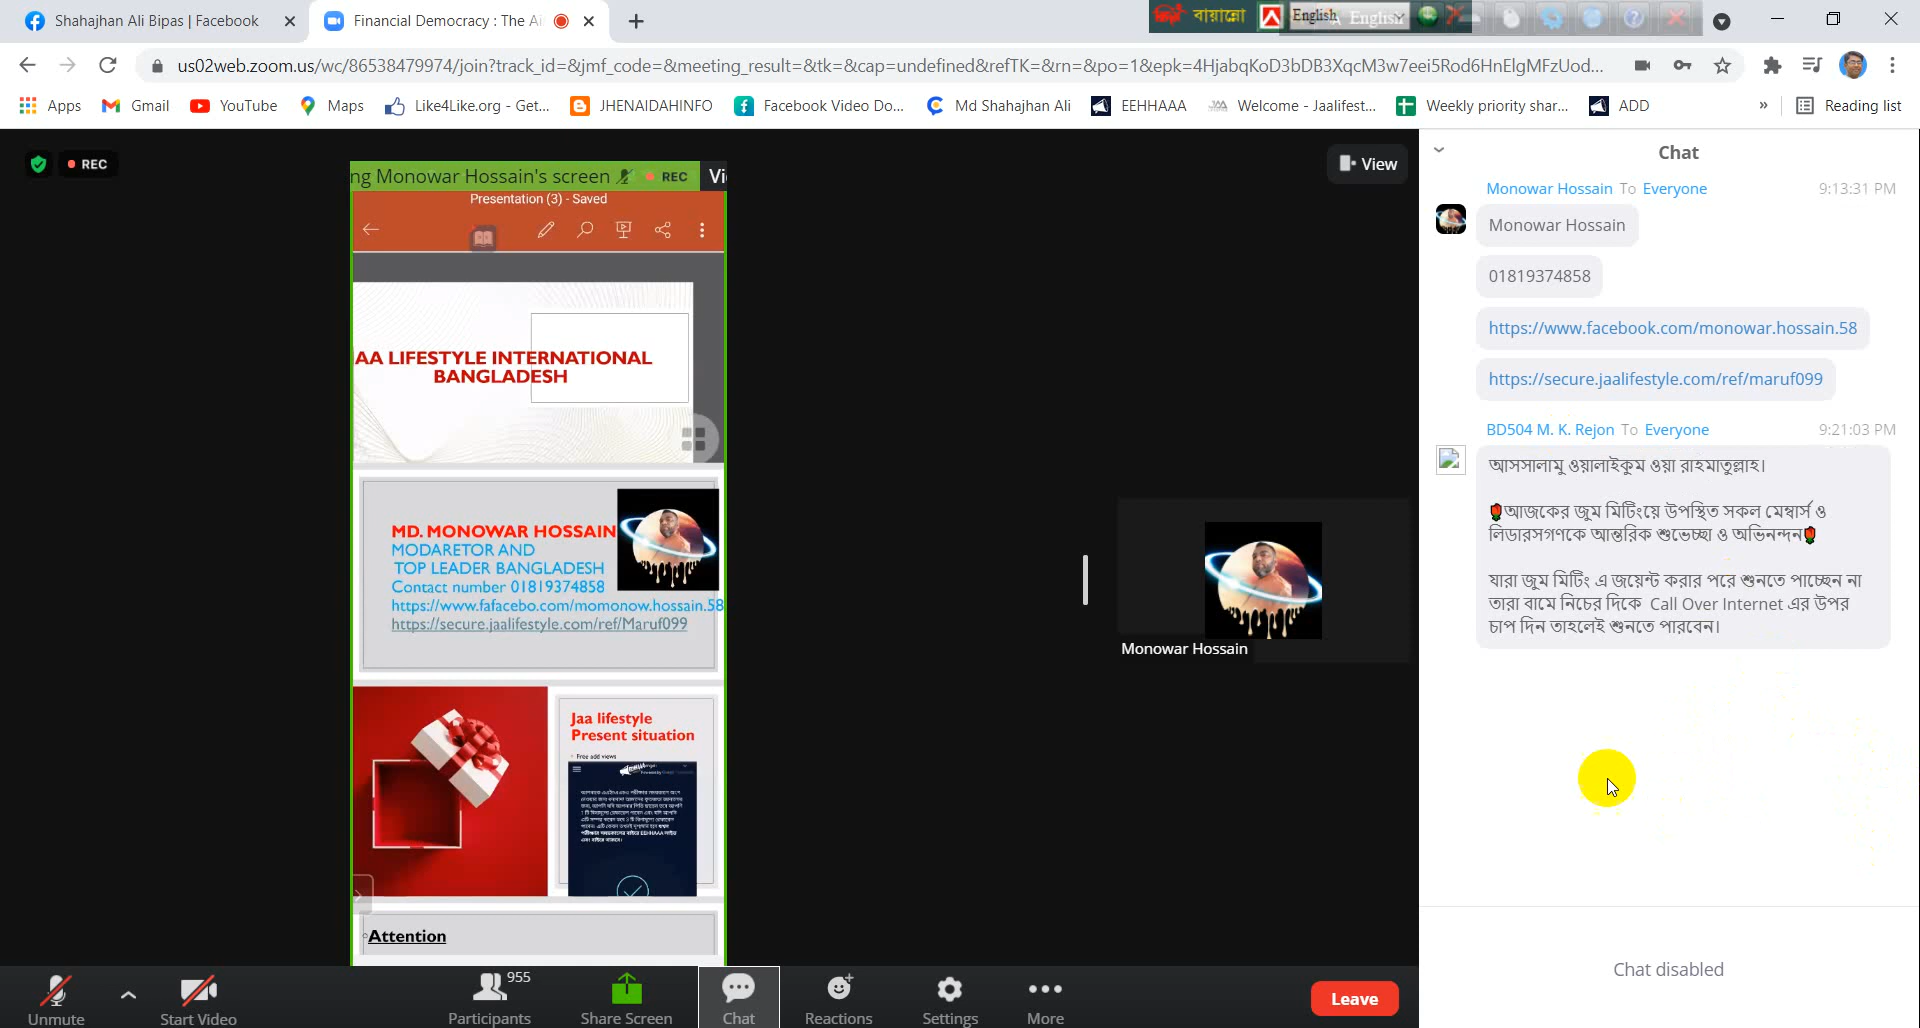 Shahajhan Ali Bipas | Facebook
Financial Democracy : The Ai
বায়ান্নো
English
English
us02web.zoom.us/wc/86538479974/join?track_id=&jmf_code=&meeting_result=&tk=&cap=undefined&refTK=&rn=&po=1&epk=4HjabqKoD3bDB3XqcM3w7eei5Rod6HnElgMFzUod...
Apps
Gmail
YouTube
Maps
Like4Like.org - Get...
JHENAIDAHINFO
Facebook Video Do...
Md Shahajhan Ali
EEHHAAA
Welcome - Jaalifest...
Weekly priority shar...
ADD
»
Reading list
REC
ng Monowar Hossain's screen
REC
Vi
View
Presentation (3) - Saved
AA LIFESTYLE INTERNATIONAL
BANGLADESH
MD. MONOWAR HOSSAIN
MODARETOR AND
TOP LEADER BANGLADESH
Contact number 01819374858
https://www.fafacebo.com/momonow.hossain.58
https://secure.jaalifestyle.com/ref/Maruf099
Jaa lifestyle
Present situation
Free add views
Attention
Monowar Hossain
Chat
Monowar Hossain To Everyone
9:13:31 PM
Monowar Hossain
01819374858
https://www.facebook.com/monowar.hossain.58
https://secure.jaalifestyle.com/ref/maruf099
BD504 M. K. Rejon To Everyone
9:21:03 PM
আসসালামু ওয়ালাইকুম ওয়া রাহমাতুল্লাহ।
🌹আজকের জুম মিটিংয়ে উপস্থিত সকল মেম্বার্স ও
লিডারসগণকে আন্তরিক শুভেচ্ছা ও অভিনন্দন🌹
যারা জুম মিটিং এ জয়েন্ট করার পরে শুনতে পাচ্ছেন না
তারা বামে নিচের দিকে Call Over Internet এর উপর
চাপ দিন তাহলেই শুনতে পারবেন।
Chat disabled
Unmute
Start Video
955
Participants
Share Screen
Chat
Reactions
Settings
More
Leave